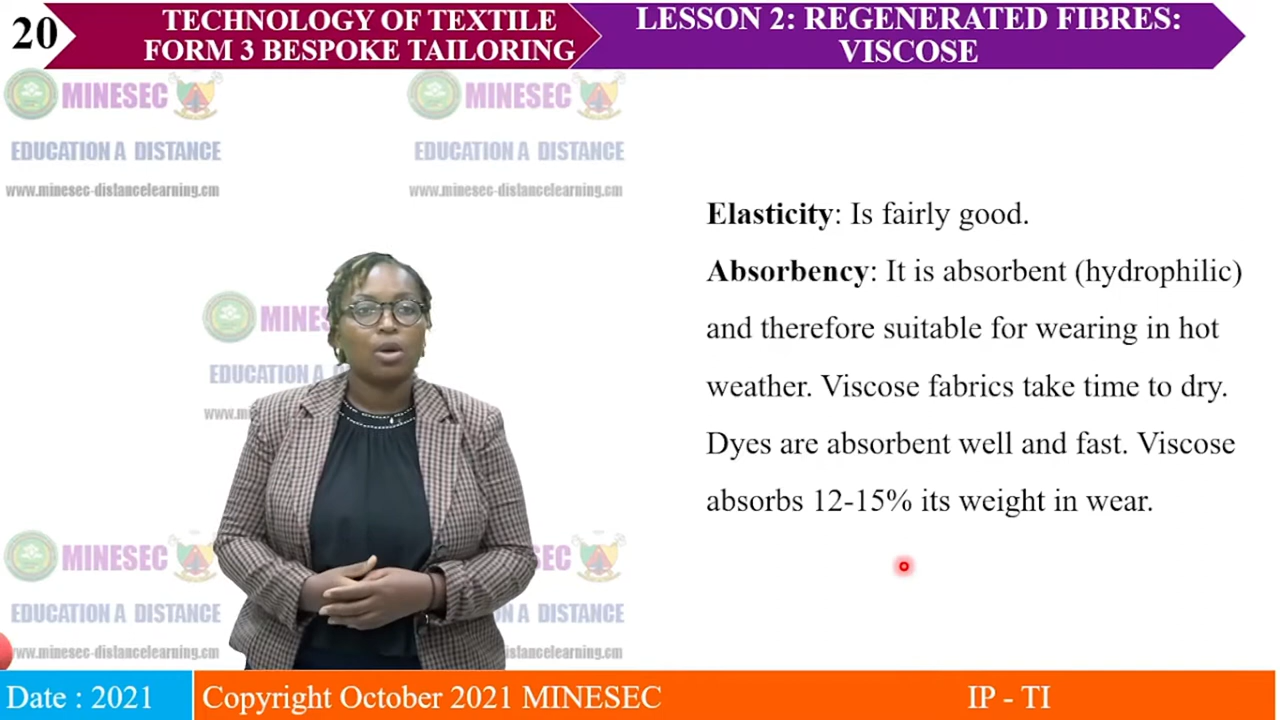 20
TECHNOLOGY OF TEXTILE
FORM 3 BESPOKE TAILORING
LESSON 2: REGENERATED FIBRES:
VISCOSE
MINESEC
EDUCATION A DISTANCE
www.minesec-distancelearning.cm
MINESEC
EDUCATION A DISTANCE
www.minesec-distancelearning.cm
Elasticity: Is fairly good.
Absorbency: It is absorbent (hydrophilic)
and therefore suitable for wearing in hot
weather. Viscose fabrics take time to dry.
Dyes are absorbent well and fast. Viscose
absorbs 12-15% its weight in wear.
EDUCATION A
MINESEC
EDUCATION A DISTANCE
www.minesec-distancelearning.cm
A DISTANCE
Date : 2021
Copyright October 2021 MINESEC
IP - TI